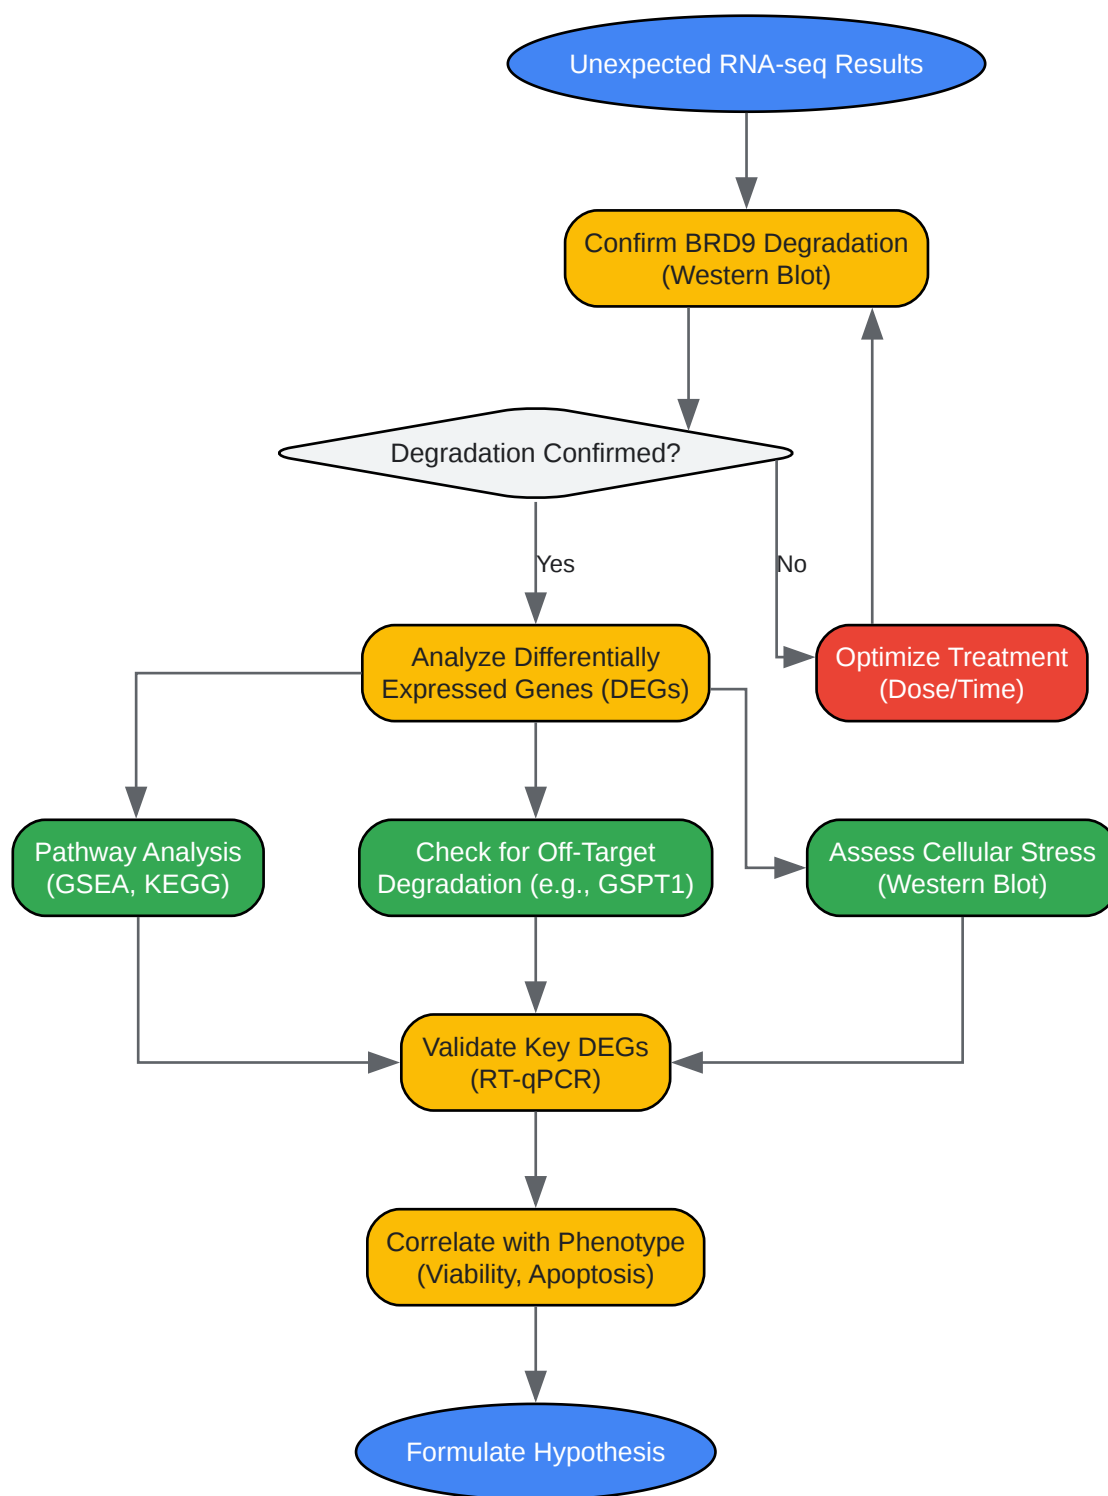 Unexpected RNA-seq Results
Confirm BRD9 Degradation
(Western Blot)
Degradation Confirmed?
Yes
No
Analyze Differentially
Expressed Genes (DEGs)
Optimize Treatment
(Dose/Time)
Pathway Analysis
(GSEA, KEGG)
Check for Off-Target
Degradation (e.g., GSPT1)
Assess Cellular Stress
(Western Blot)
Validate Key DEGs
(RT-qPCR)
Correlate with Phenotype
(Viability, Apoptosis)
Formulate Hypothesis